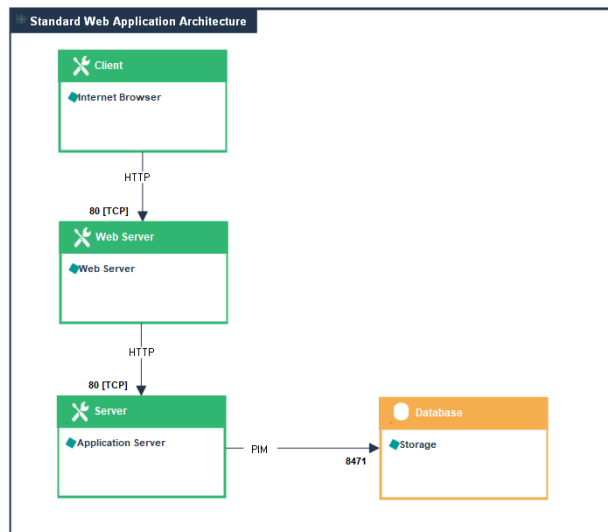 Standard Web Application Architecture
Client
Internet Browser
HTTP
80 [TCP]
Web Server
Web Server
HTTP
80 [TCP]
Server
Application Server
PIM
8471
Database
Storage